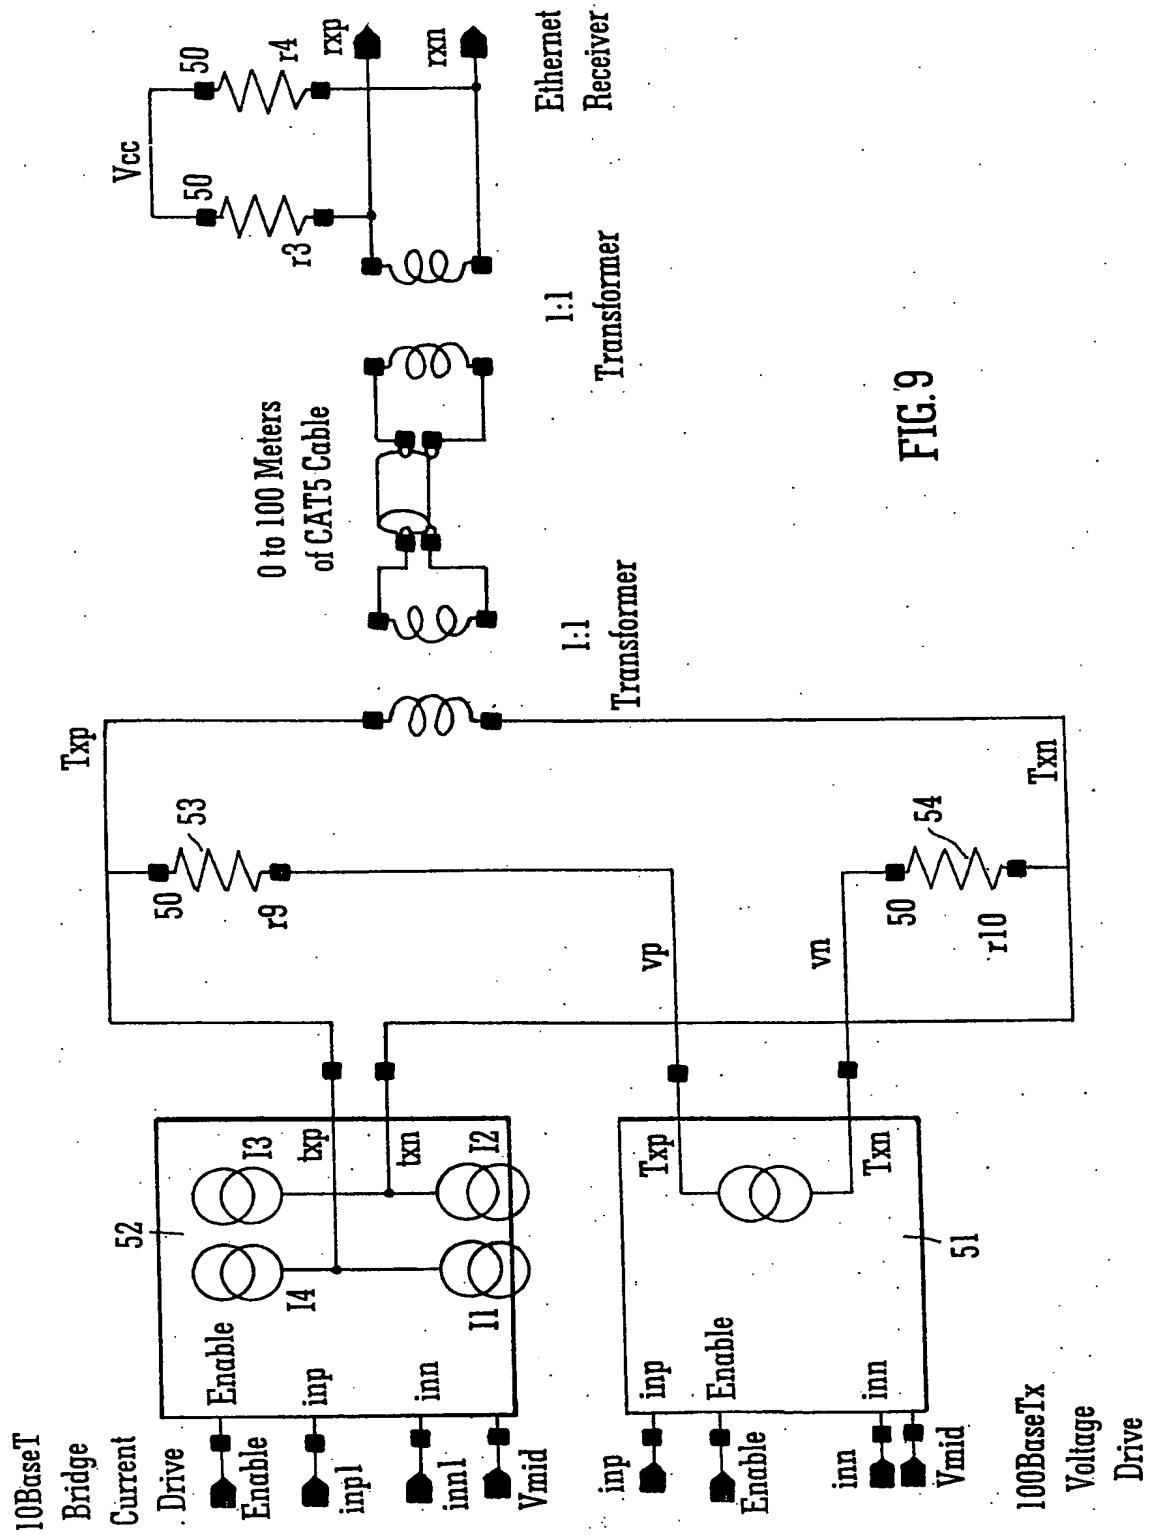 10BaseT
Bridge
Current
Drive
Enable
inp1
inn1
Vmid
Enable
inp
inn
52
I4
I3
I1
I2
txp
txn
100BaseTx
Voltage
Drive
inp
Enable
inn
Vmid
inp
Enable
inn
51
Txp
Txn
vp
vn
50
r9
53
50
r10
54
Txp
Txn
1:1
Transformer
0 to 100 Meters
of CAT5 Cable
1:1
Transformer
Vcc
50
r3
50
r4
rxp
rxn
Ethernet
Receiver
FIG.9